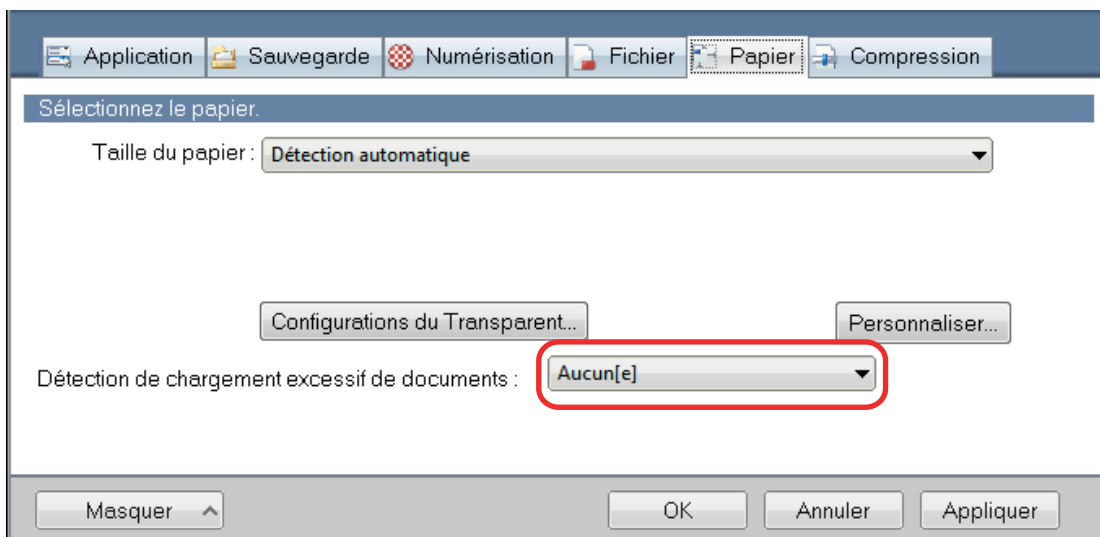 Application Sauvegarde Numérisation Fichier Papier Compression
Sélectionnez le papier.
Taille du papier : Détection automatique
Configurations du Transparent... Personnaliser...
Détection de chargement excessif de documents : Aucun[e]
Masquer OK Annuler Appliquer